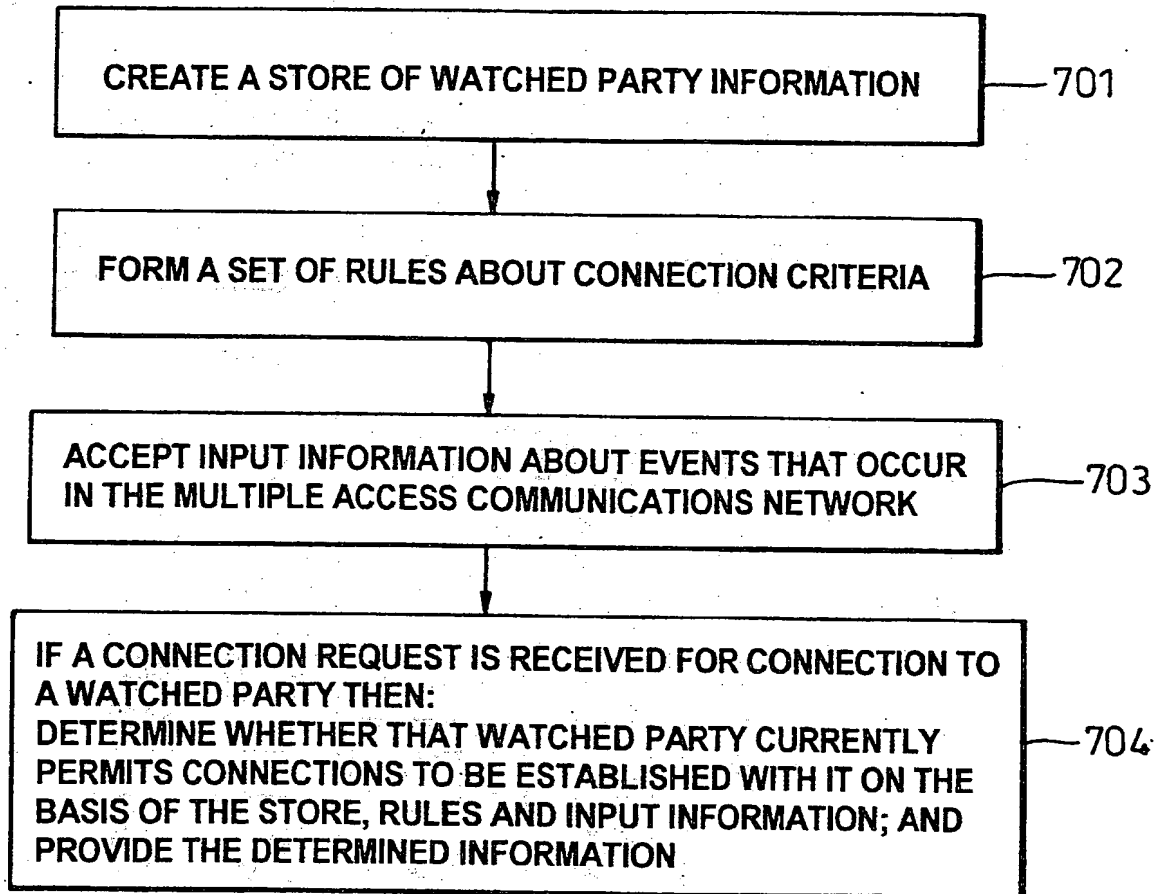 CREATE A STORE OF WATCHED PARTY INFORMATION
701
FORM A SET OF RULES ABOUT CONNECTION CRITERIA
702
ACCEPT INPUT INFORMATION ABOUT EVENTS THAT OCCUR
IN THE MULTIPLE ACCESS COMMUNICATIONS NETWORK
703
IF A CONNECTION REQUEST IS RECEIVED FOR CONNECTION TO
A WATCHED PARTY THEN:
DETERMINE WHETHER THAT WATCHED PARTY CURRENTLY
PERMITS CONNECTIONS TO BE ESTABLISHED WITH IT ON THE
BASIS OF THE STORE, RULES AND INPUT INFORMATION; AND
PROVIDE THE DETERMINED INFORMATION
704